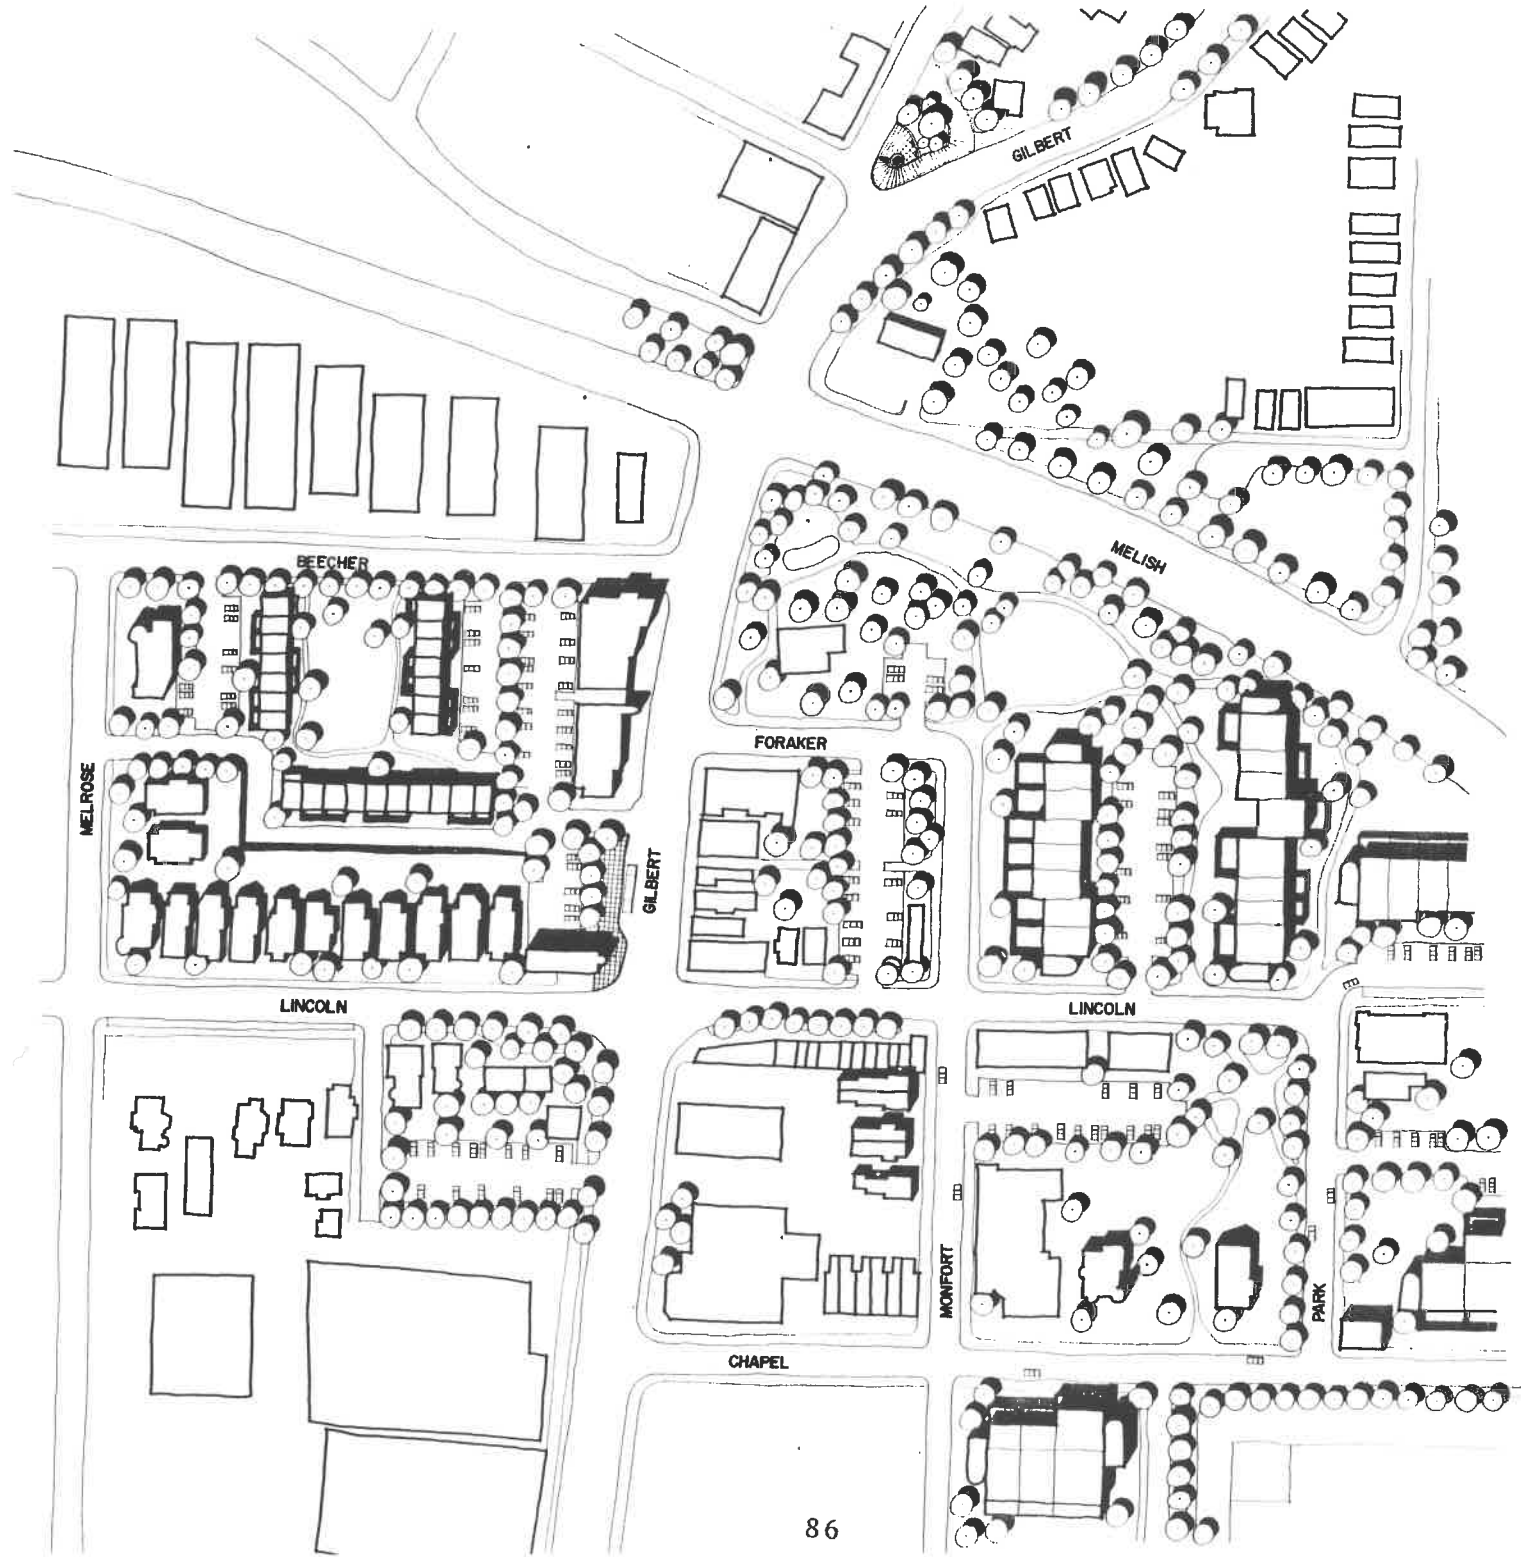 GILBERT
BEECHER
MELISH
FORAKER
MELROSE
GILBERT
LINCOLN
LINCOLN
MONFORT
PARK
CHAPEL
86